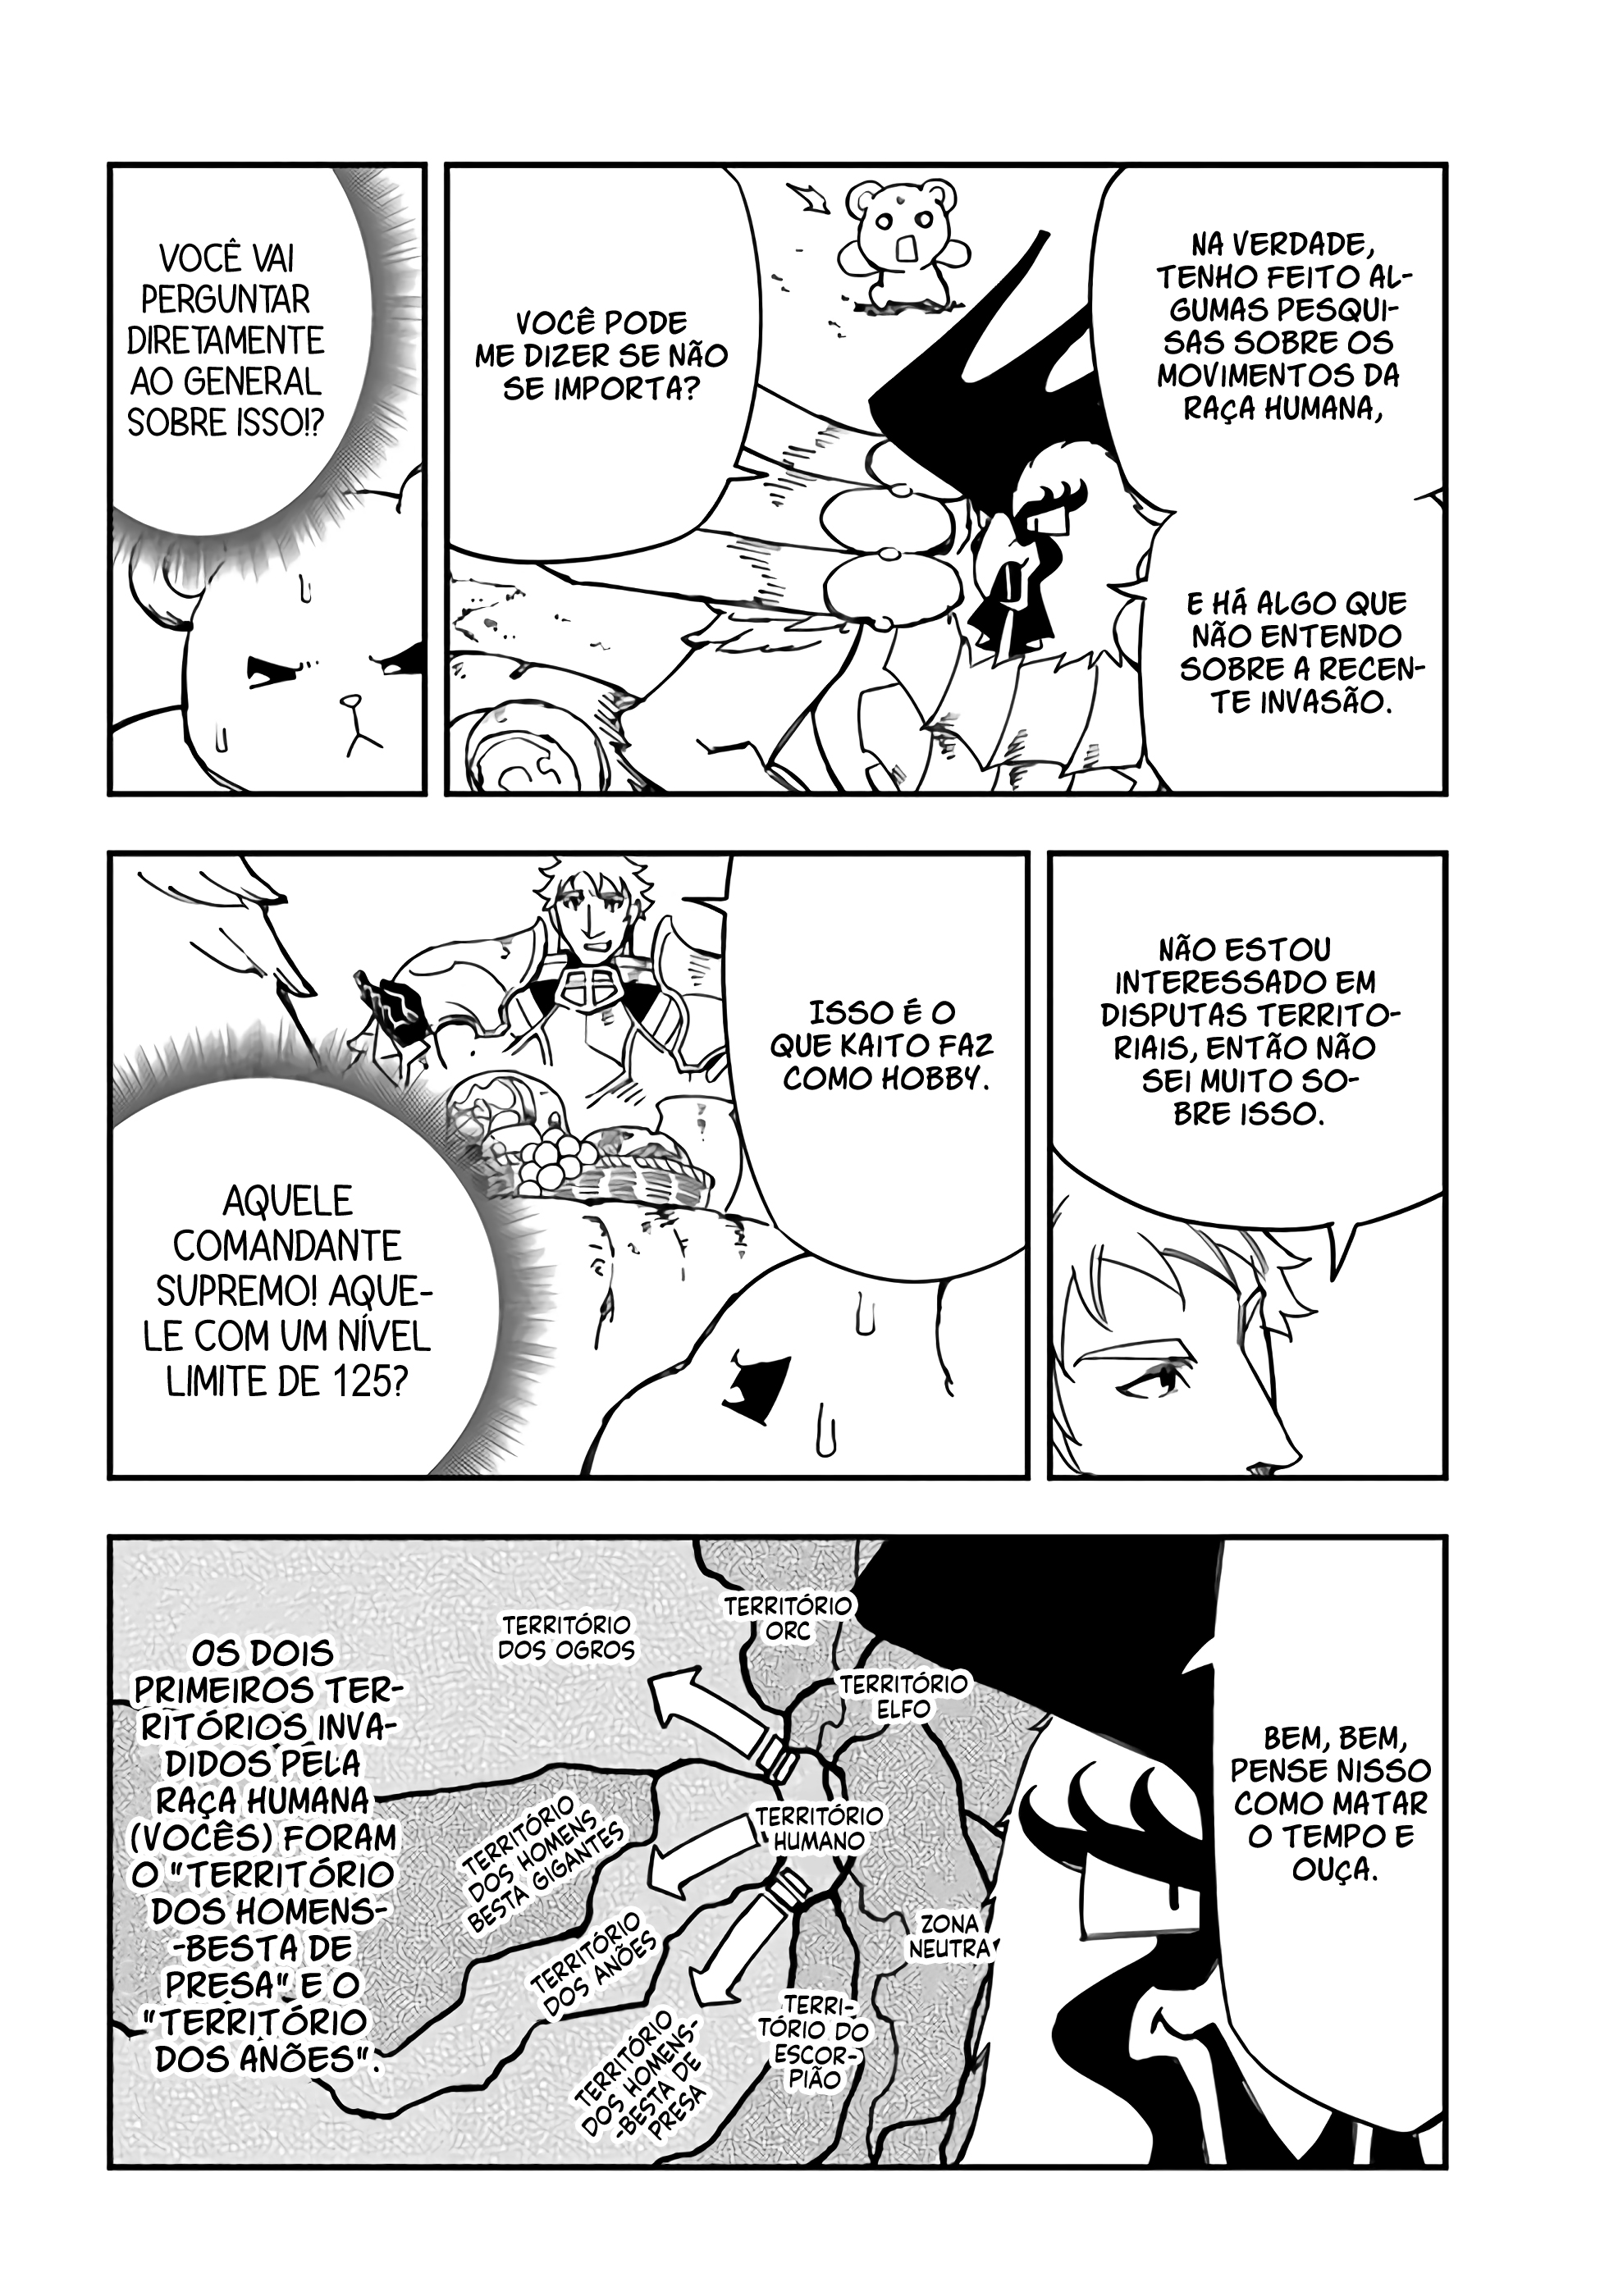 NA VERDADE,
TENHO FEITO AL-
GUMAS PESQUI-
SAS SOBRE OS
MOVIMENTOS DA
RAÇA HUMANA,
E HÁ ALGO QUE
NÃO ENTENDO
SOBRE A RECEN-
TE INVASÃO.
VOCÊ PODE
ME DIZER SE NÃO
SE IMPORTA?
VOCÊ VAI
PERGUNTAR
DIRETAMENTE
AO GENERAL
SOBRE ISSO!?
NÃO ESTOU
INTERESSADO EM
DISPUTAS TERRITO-
RIAIS, ENTÃO NÃO
SEI MUITO SO-
BRE ISSO.
ISSO É O
QUE KAITO FAZ
COMO HOBBY.
AQUELE
COMANDANTE
SUPREMO! AQUE-
LE COM UM NÍVEL
LIMITE DE 125?
BEM, BEM,
PENSE NISSO
COMO MATAR
O TEMPO E
OUÇA.
TERRITÓRIO
ORC
TERRITÓRIO
DOS OGROS
TERRITÓRIO
ELFO
TERRITÓRIO
HUMANO
TERRITÓRIO
DOS HOMENS
BESTA GIGANTES
ZONA
NEUTRA
TERRITÓRIO
DOS ANÕES
TERRI-
TÓRIO DO
ESCOR-
PIÃO
TERRITÓRIO
DOS HOMENS-
-BESTA DE
PRESA
OS DOIS
PRIMEIROS TER-
RITÓRIOS INVA-
DIDOS PELA
RAÇA HUMANA
(VOCÊS) FORAM
O "TERRITÓRIO
DOS HOMENS-
-BESTA DE
PRESA" E O
"TERRITÓRIO
DOS ANÕES".